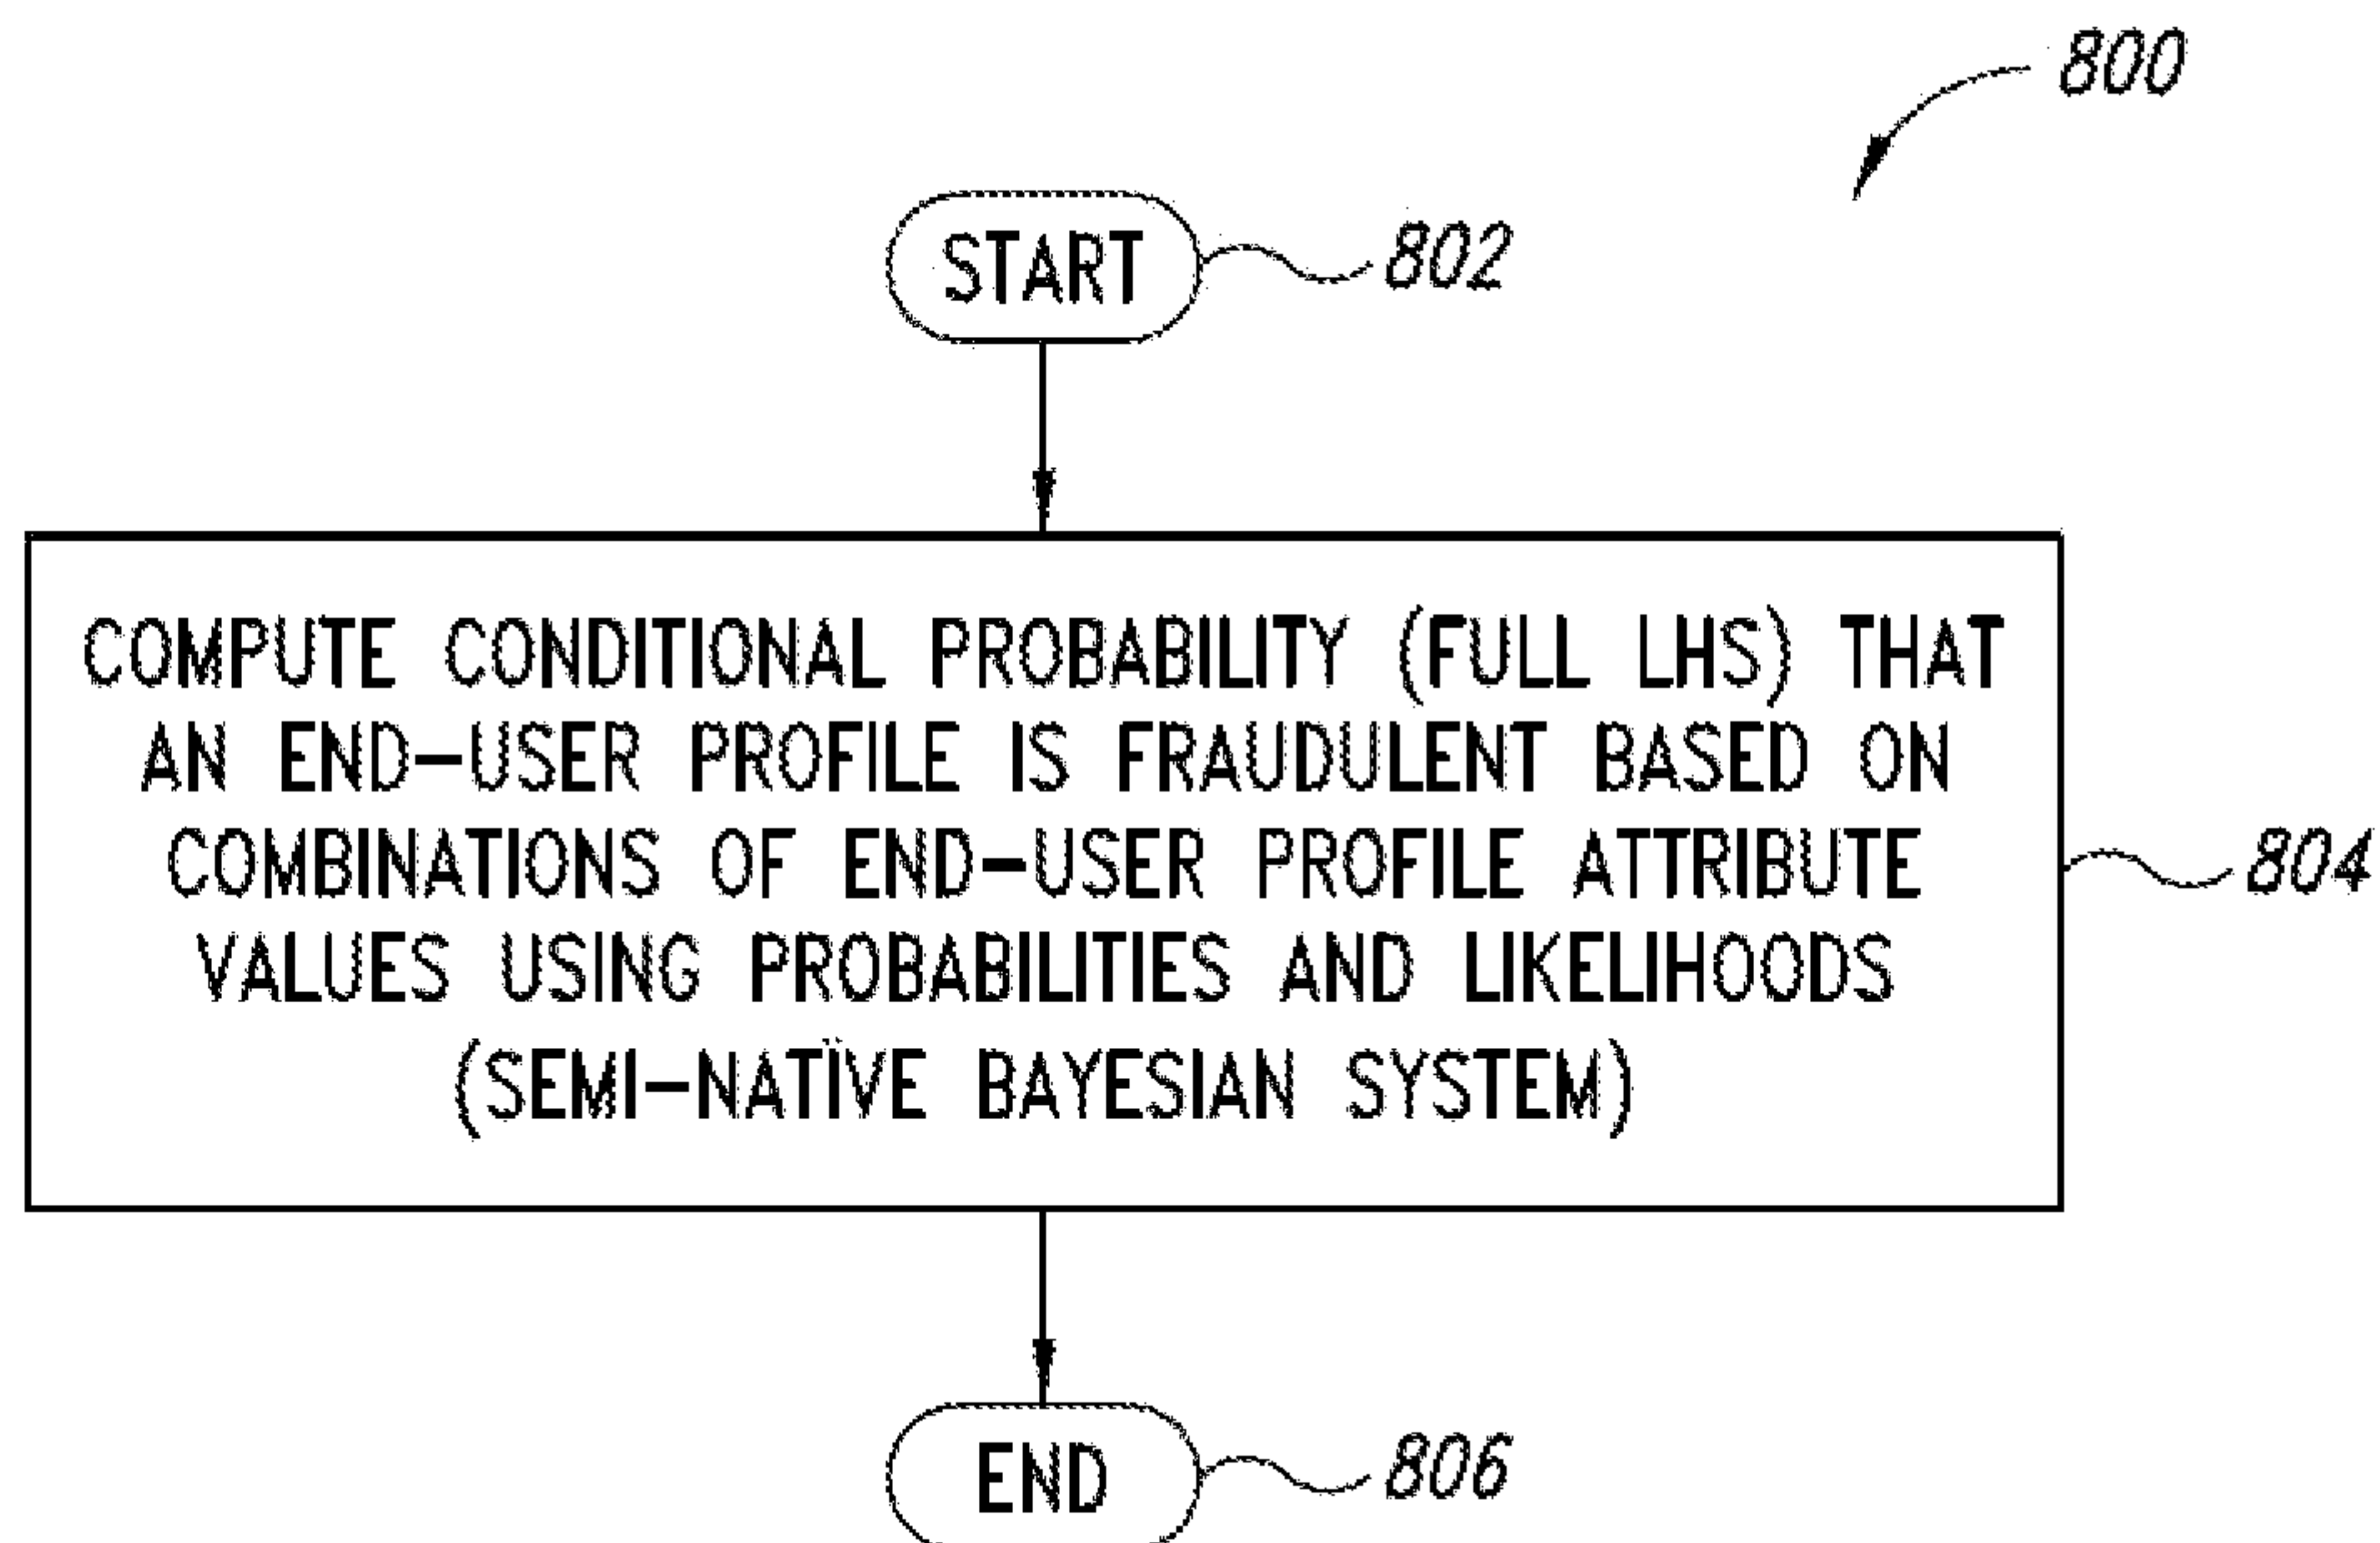 800
START 802
COMPUTE CONDITIONAL PROBABILITY (FULL LHS) THAT
AN END-USER PROFILE IS FRAUDULENT BASED ON
COMBINATIONS OF END-USER PROFILE ATTRIBUTE
VALUES USING PROBABILITIES AND LIKELIHOODS
(SEMI-NATÏVE BAYESIAN SYSTEM)
804
END 806